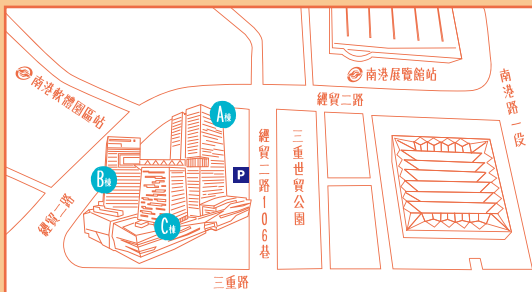 南港軟體園區站
南港展覽館站
南港路一段
經貿二路
A棟
B棟
C棟
P
經貿二路106巷
三重世貿公園
經貿二路
三重路